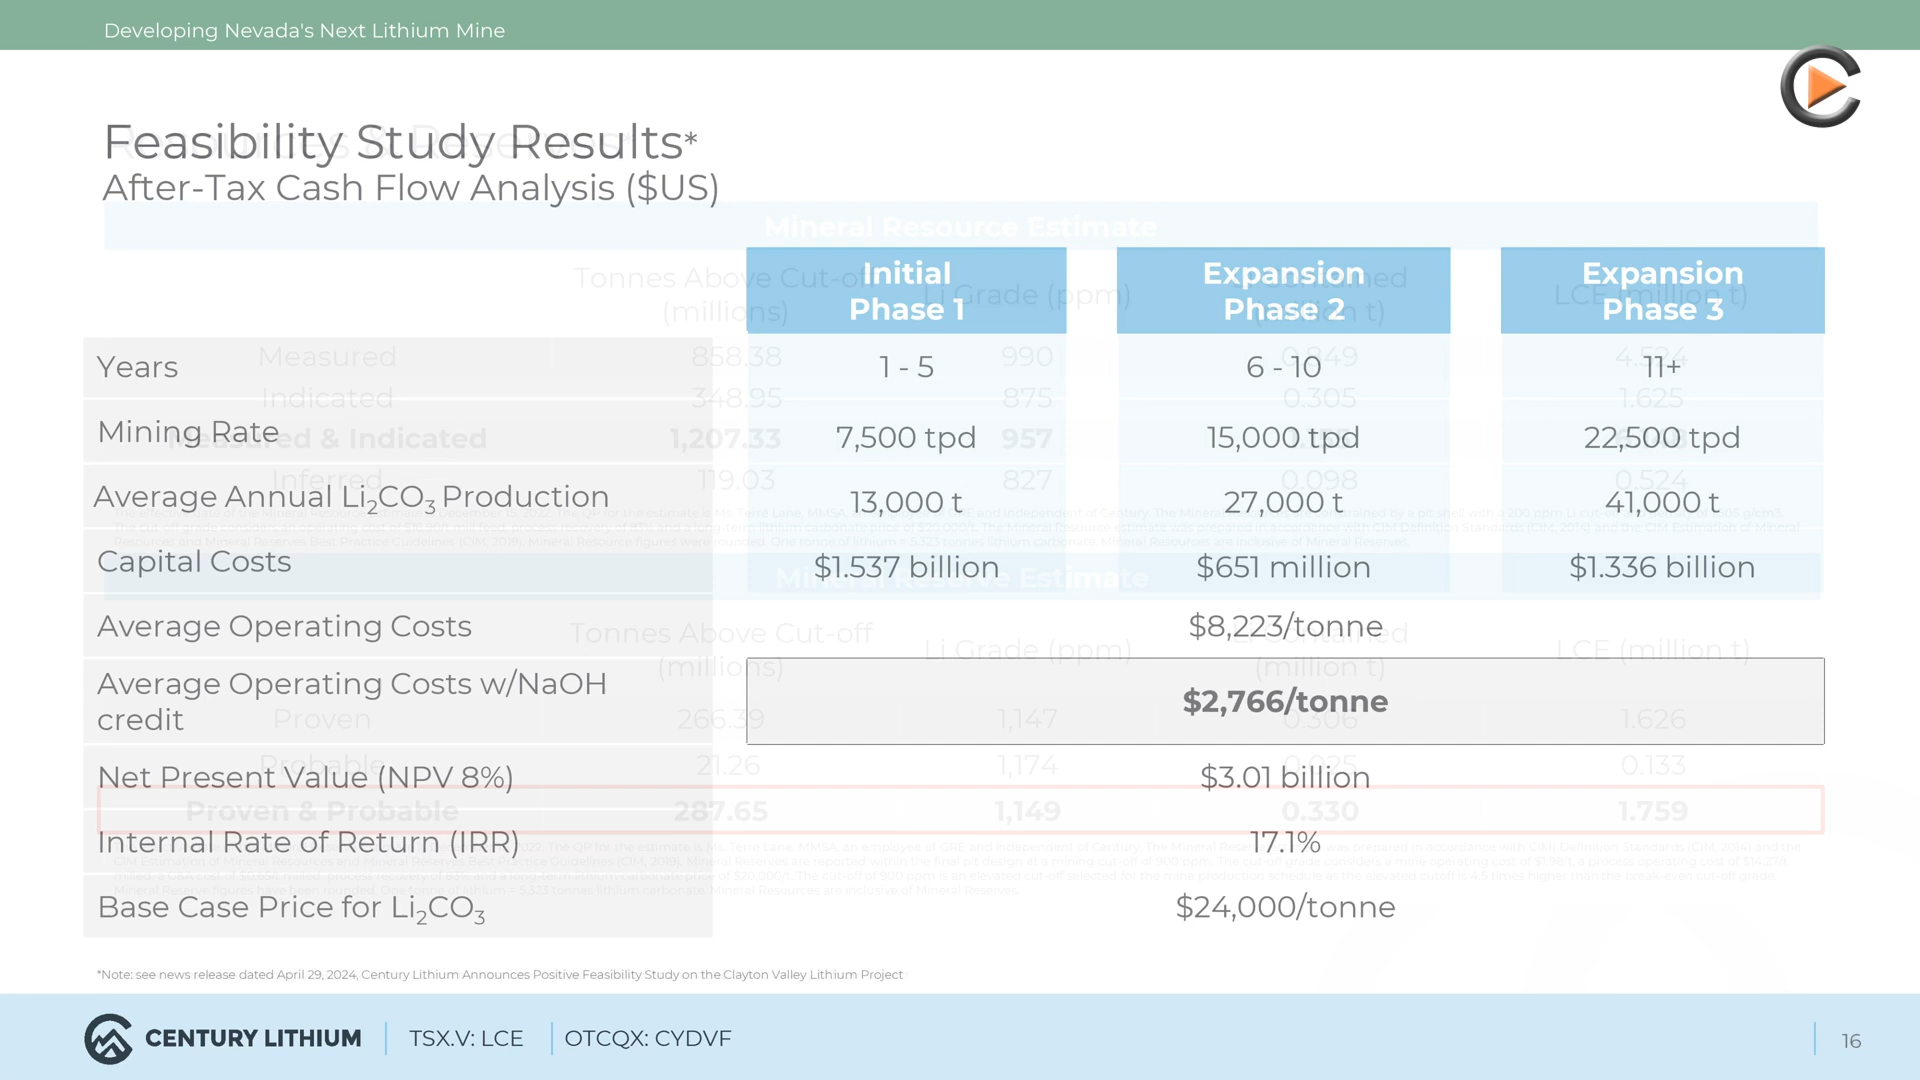 Developing Nevada's Next Lithium Mine
Feasibility Study Results*
After-Tax Cash Flow Analysis ($US)
Mineral Resource Estimate
Initial Phase 1
Expansion Phase 2
Expansion Phase 3
Tonnes Above Cut-off (millions)
Li Grade (ppm)
LCE (million t)
Years 1 - 5 6 - 10 11+
Measured 858.38 990 0.849 4.524
Indicated 348.95 875 0.305 1.625
Mining Rate 7,500 tpd 15,000 tpd 22,500 tpd
Measured & Indicated 1,207.33 957
Inferred 119.03 827 0.098 0.524
Average Annual Li₂CO₃ Production 13,000 t 27,000 t 41,000 t
Capital Costs $1.537 billion $651 million $1.336 billion
Mineral Reserve Estimate
Average Operating Costs $8,223/tonne
Tonnes Above Cut-off (millions)
Li Grade (ppm)
Li Contained (million t)
LCE (million t)
Average Operating Costs w/NaOH
credit $2,766/tonne
Proven 266.39 1,147 0.306 1.626
Probable 21.26 1,174 0.025 0.133
Net Present Value (NPV 8%) $3.01 billion
Proven & Probable 287.65 1,149 0.330 1.759
Internal Rate of Return (IRR) 17.1%
Base Case Price for Li₂CO₃ $24,000/tonne
*Note: see news release dated April 29, 2024, Century Lithium Announces Positive Feasibility Study on the Clayton Valley Lithium Project
CENTURY LITHIUM TSX.V: LCE OTCQX: CYDVF 16